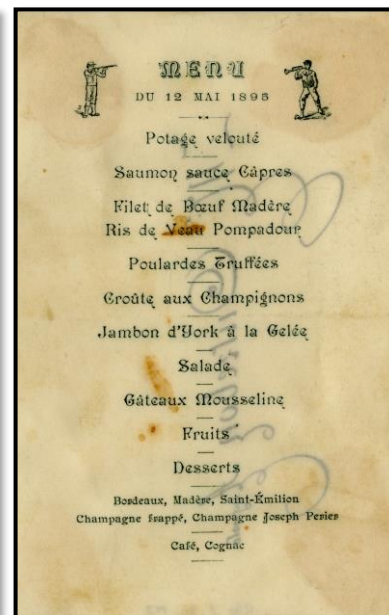 MENU
DU 12 MAI 1895
Potage velouté
Saumon sauce Câpres
Filet de Bœuf Madère
Ris de Veau Pompadour
Poulardes Truffées
Croûte aux Champignons
Jambon d'York à la Gelée
Salade
Gâteaux Mousseline
Fruits
Desserts
Bordeaux, Madère, Saint-Émilion
Champagne frappé, Champagne Joseph Perier
Café, Cognac